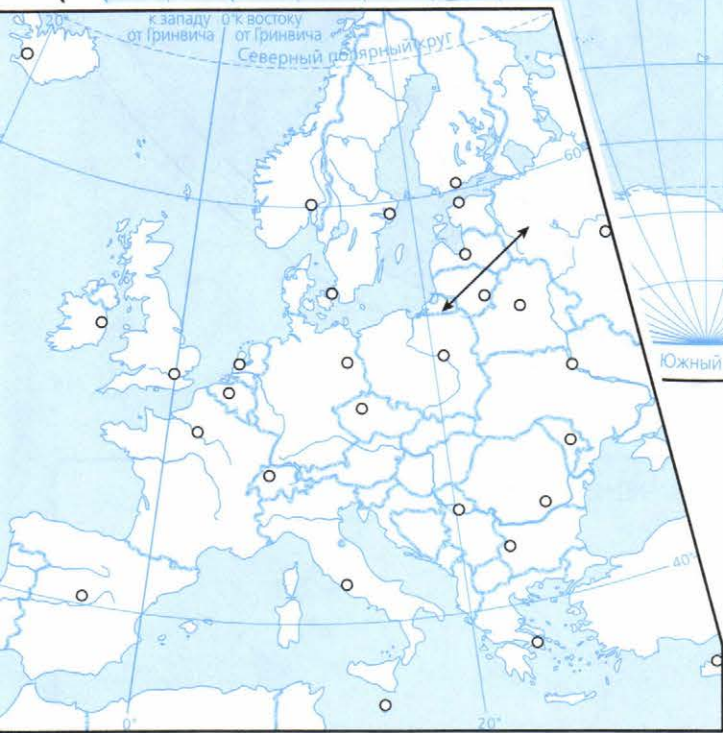 20°
к западу 0° к востоку
от Гринвича от Гринвича
Северный полярный круг
60°
Южный
40°
0°
20°